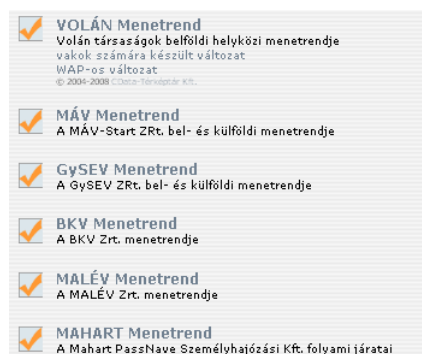 VOLÁN Menetrend
Volán társaságok belföldi helyközi menetrendje
vakok számára készült változat
WAP-os változat
© 2004-2008 CData-Térképtár Kft.
MÁV Menetrend
A MÁV-Start ZRt. bel- és külföldi menetrendje
GySEV Menetrend
A GySEV ZRt. bel- és külföldi menetrendje
BKV Menetrend
A BKV Zrt. menetrendje
MALÉV Menetrend
A MALÉV Zrt. menetrendje
MAHART Menetrend
A Mahart PassNave Személyhajózási Kft. folyami járatai